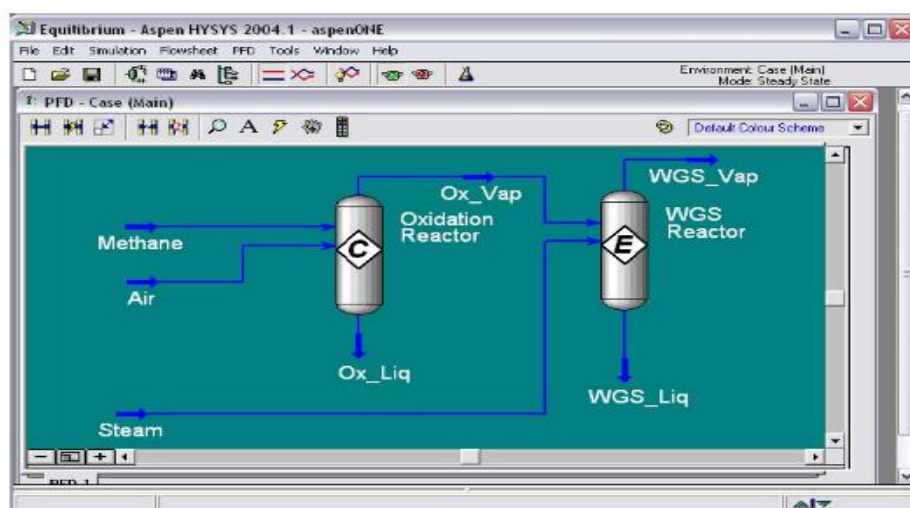 Equilibrium - Aspen HYSYS 2004.1 - aspenONE
File Edit Simulation Flowsheet PFD Tools Window Help
Environment: Case (Main)
Mode: Steady State
PFD - Case (Main)
A
Default Colour Scheme
WGS_Vap
Ox_Vap
Oxidation
Reactor
WGS
Reactor
Methane
C
E
Air
Ox_Liq
WGS_Liq
Steam
PFD 1